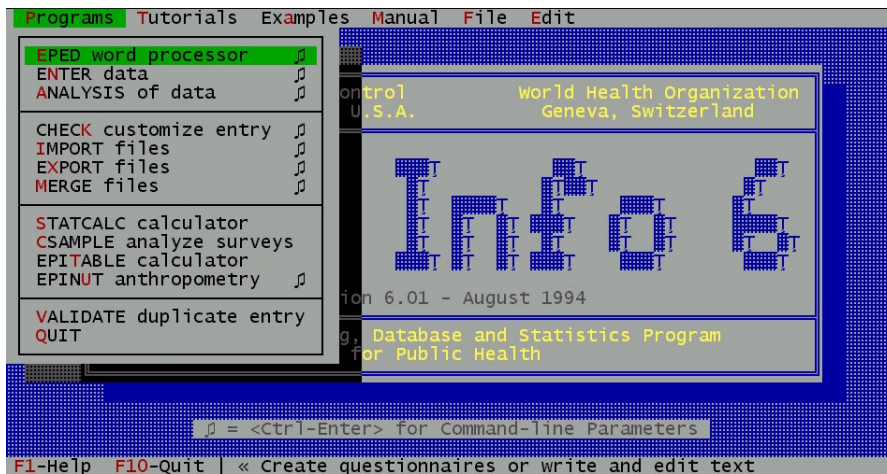 Programs Tutorials Examples Manual File Edit
EPED word processor ♫
ENTER data ♫
ANALYSIS of data ♫
CHECK customize entry ♫
IMPORT files ♫
EXPORT files ♫
MERGE files ♫
STATCALC calculator
CSAMPLE analyze surveys
EPITABLE calculator
EPINUT anthropometry ♫
VALIDATE duplicate entry
QUIT
ontrol World Health Organization
U.S.A. Geneva, Switzerland
Info 6
ion 6.01 – August 1994
g, Database and Statistics Program
for Public Health
♫ = <Ctrl-Enter> for Command-line Parameters
F1-Help F10-Quit | « Create questionnaires or write and edit text